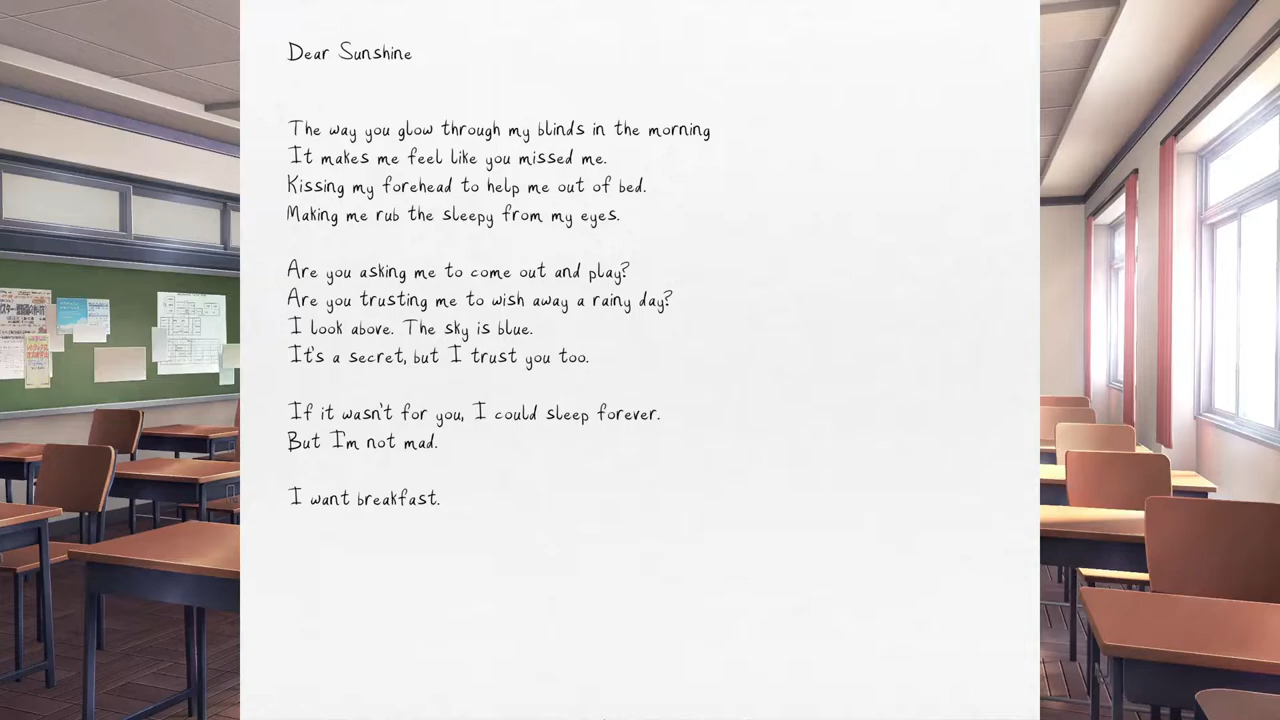 Dear Sunshine
The way you glow through my blinds in the morning
It makes me feel like you missed me.
Kissing my forehead to help me out of bed.
Making me rub the sleepy from my eyes.
Are you asking me to come out and play?
Are you trusting me to wish away a rainy day?
I look above. The sky is blue.
It's a secret, but I trust you too.
If it wasn't for you, I could sleep forever.
But I'm not mad.
I want breakfast.